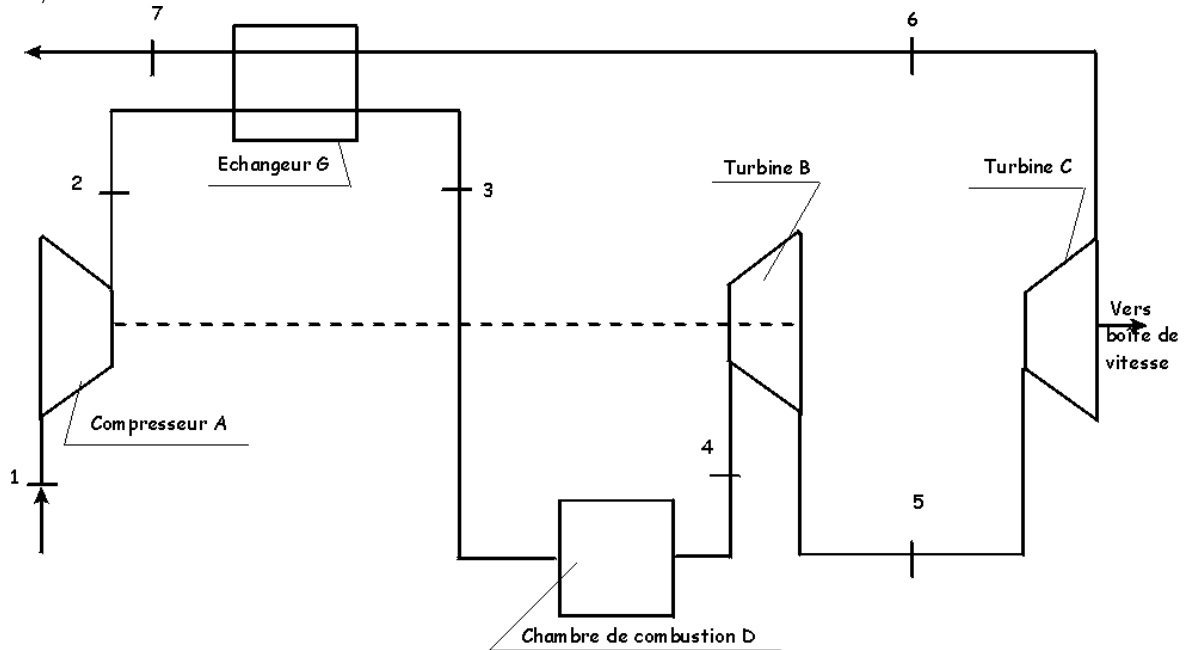 7
6
Echangeur G
Turbine B
Turbine C
2
3
Vers
boîte de
vitesse
Compresseur A
4
1
5
Chambre de combustion D